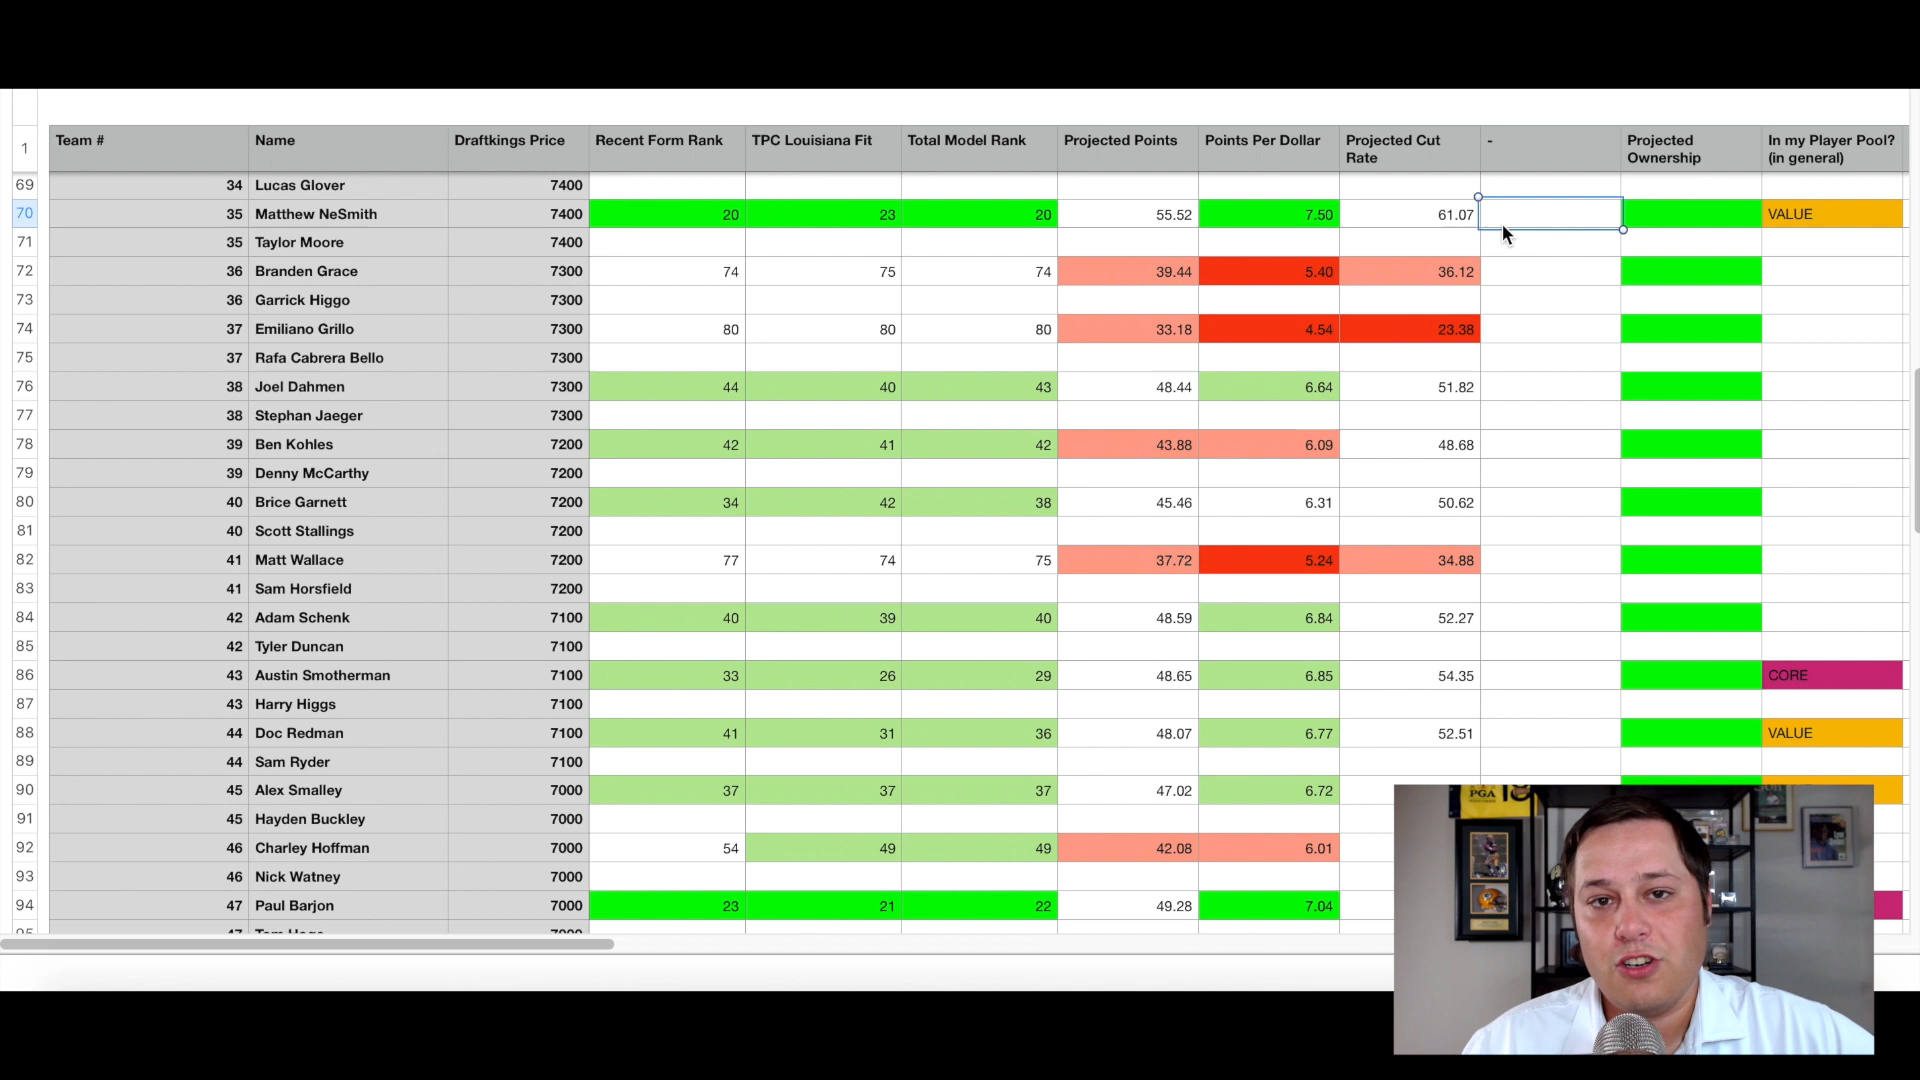 1 Team # Name Draftkings Price Recent Form Rank TPC Louisiana Fit Total Model Rank Projected Points Points Per Dollar Projected Cut Rate - Projected Ownership In my Player Pool? (in general)
69 34 Lucas Glover 7400
70 35 Matthew NeSmith 7400 20 23 20 55.52 7.50 61.07 VALUE
71 35 Taylor Moore 7400
72 36 Branden Grace 7300 74 75 74 39.44 5.40 36.12
73 36 Garrick Higgo 7300
74 37 Emiliano Grillo 7300 80 80 80 33.18 4.54 23.38
75 37 Rafa Cabrera Bello 7300
76 38 Joel Dahmen 7300 44 40 43 48.44 6.64 51.82
77 38 Stephan Jaeger 7300
78 39 Ben Kohles 7200 42 41 42 43.88 6.09 48.68
79 39 Denny McCarthy 7200
80 40 Brice Garnett 7200 34 42 38 45.46 6.31 50.62
81 40 Scott Stallings 7200
82 41 Matt Wallace 7200 77 74 75 37.72 5.24 34.88
83 41 Sam Horsfield 7200
84 42 Adam Schenk 7100 40 39 40 48.59 6.84 52.27
85 42 Tyler Duncan 7100
86 43 Austin Smotherman 7100 33 26 29 48.65 6.85 54.35 CORE
87 43 Harry Higgs 7100
88 44 Doc Redman 7100 41 31 36 48.07 6.77 52.51 VALUE
89 44 Sam Ryder 7100
90 45 Alex Smalley 7000 37 37 37 47.02 6.72
91 45 Hayden Buckley 7000
92 46 Charley Hoffman 7000 54 49 49 42.08 6.01
93 46 Nick Watney 7000
94 47 Paul Barjon 7000 23 21 22 49.28 7.04
PGA